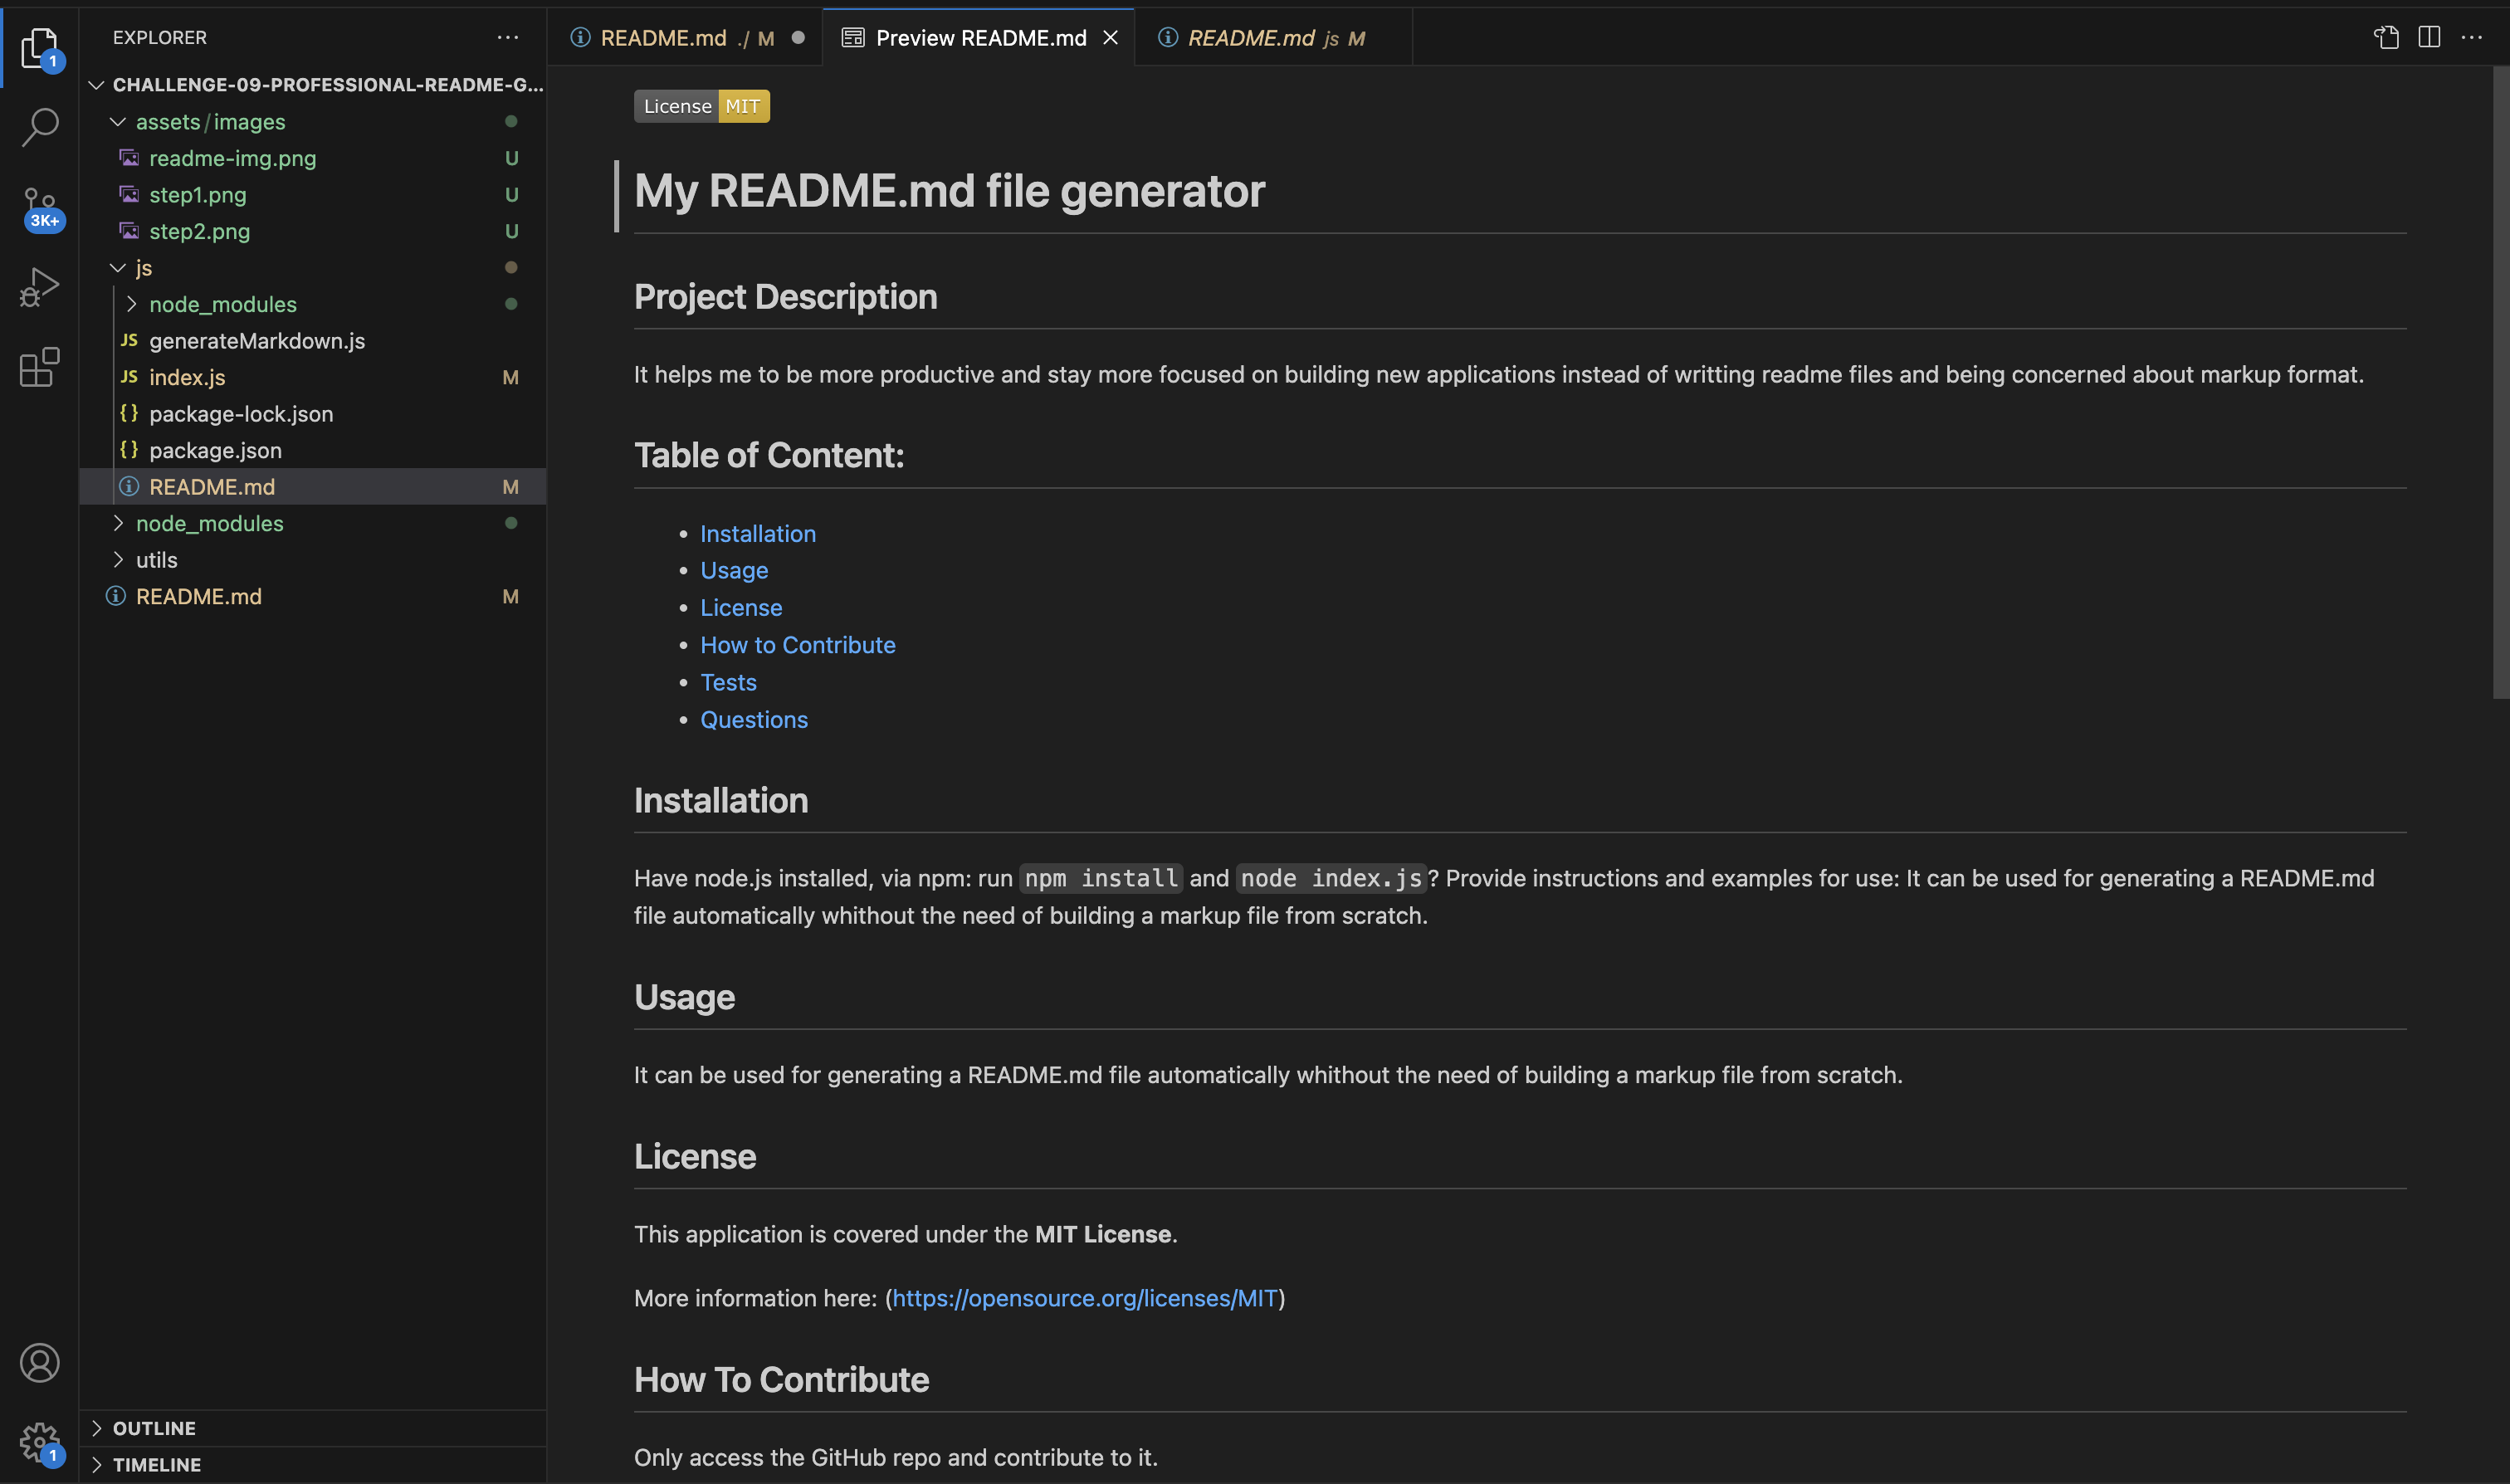 EXPLORER
CHALLENGE-09-PROFESSIONAL-README-G...
assets/images
readme-img.png U
step1.png U
step2.png U
js
node_modules
JS generateMarkdown.js
JS index.js M
{} package-lock.json
{} package.json
README.md M
node_modules
utils
README.md M
OUTLINE
TIMELINE
1
3K+
1
README.md ./ M
Preview README.md
README.md js M
License MIT
My README.md file generator
Project Description
It helps me to be more productive and stay more focused on building new applications instead of writting readme files and being concerned about markup format.
Table of Content:
• Installation
• Usage
• License
• How to Contribute
• Tests
• Questions
Installation
Have node.js installed, via npm: run npm install and node index.js? Provide instructions and examples for use: It can be used for generating a README.md
file automatically whithout the need of building a markup file from scratch.
Usage
It can be used for generating a README.md file automatically whithout the need of building a markup file from scratch.
License
This application is covered under the MIT License.
More information here: (https://opensource.org/licenses/MIT)
How To Contribute
Only access the GitHub repo and contribute to it.